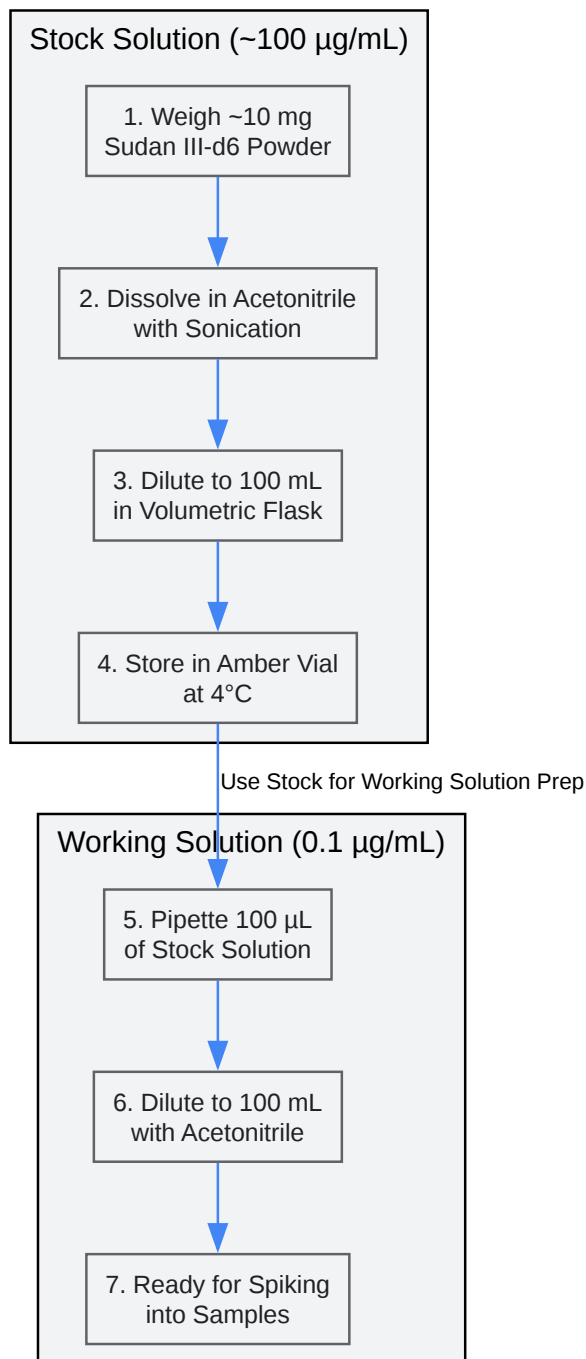 Stock Solution (~100 µg/mL)
1. Weigh ~10 mg
Sudan III-d6 Powder
2. Dissolve in Acetonitrile
with Sonication
3. Dilute to 100 mL
in Volumetric Flask
4. Store in Amber Vial
at 4°C
Use Stock for Working Solution Prep
Working Solution (0.1 µg/mL)
5. Pipette 100 µL
of Stock Solution
6. Dilute to 100 mL
with Acetonitrile
7. Ready for Spiking
into Samples